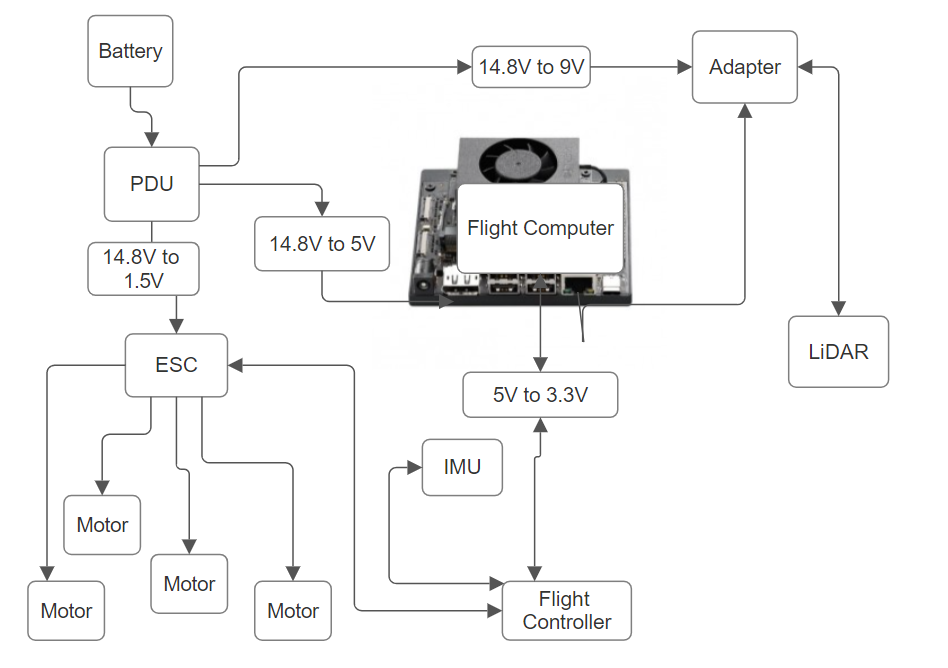 Battery
14.8V to 9V
Adapter
PDU
Flight Computer
14.8V to 5V
14.8V to
1.5V
LiDAR
ESC
5V to 3.3V
IMU
Motor
Motor
Motor
Motor
Flight
Controller